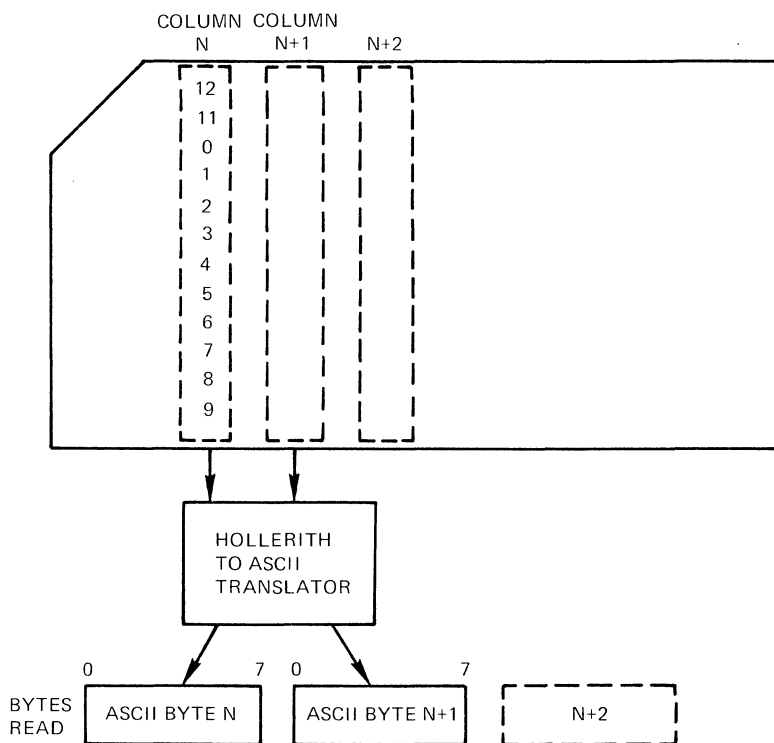 COLUMN COLUMN
N N+1 N+2
12
11
0
1
2
3
4
5
6
7
8
9
HOLLERITH
TO ASCII
TRANSLATOR
0 7 0 7
BYTES
READ
ASCII BYTE N ASCII BYTE N+1 N+2